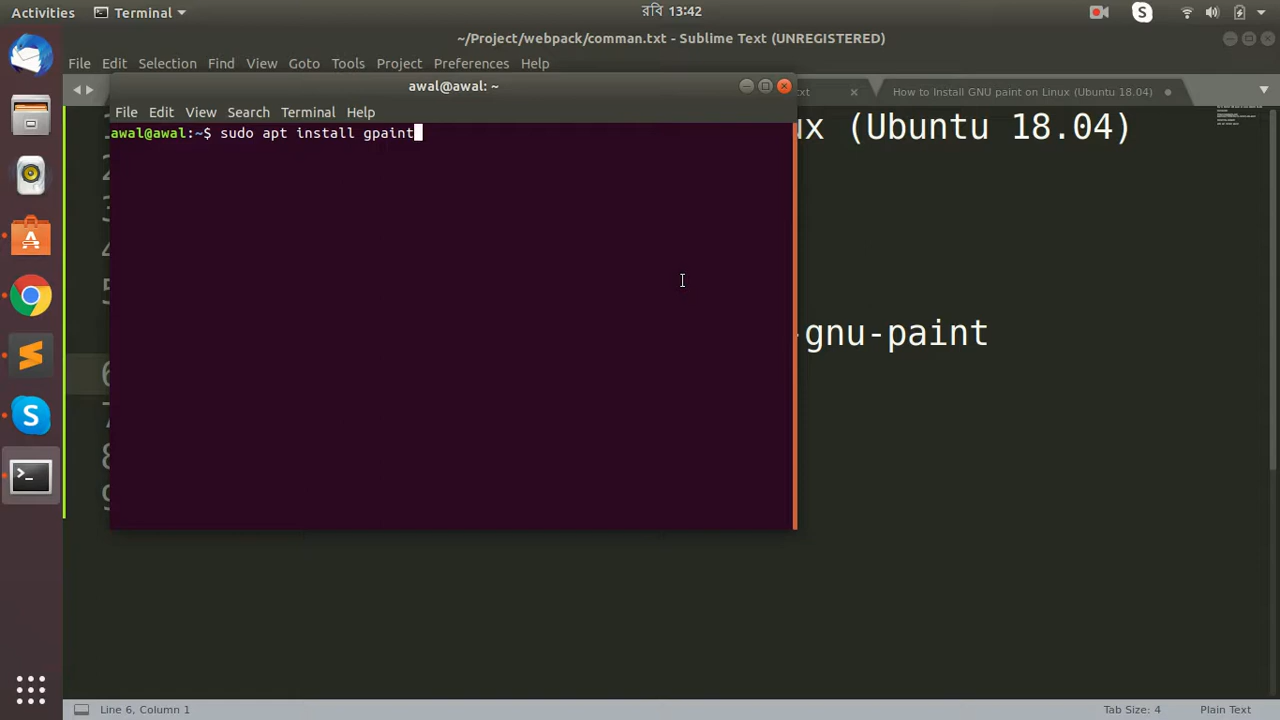 Activities Terminal রবি 13:42
~/Project/webpack/comman.txt - Sublime Text (UNREGISTERED)
File Edit Selection Find View Goto Tools Project Preferences Help
awal@awal: ~
xt × How to Install GNU paint on Linux (Ubuntu 18.04)
File Edit View Search Terminal Help
awal@awal:~$ sudo apt install gpaint
ux (Ubuntu 18.04)
-gnu-paint
Line 6, Column 1 Tab Size: 4 Plain Text